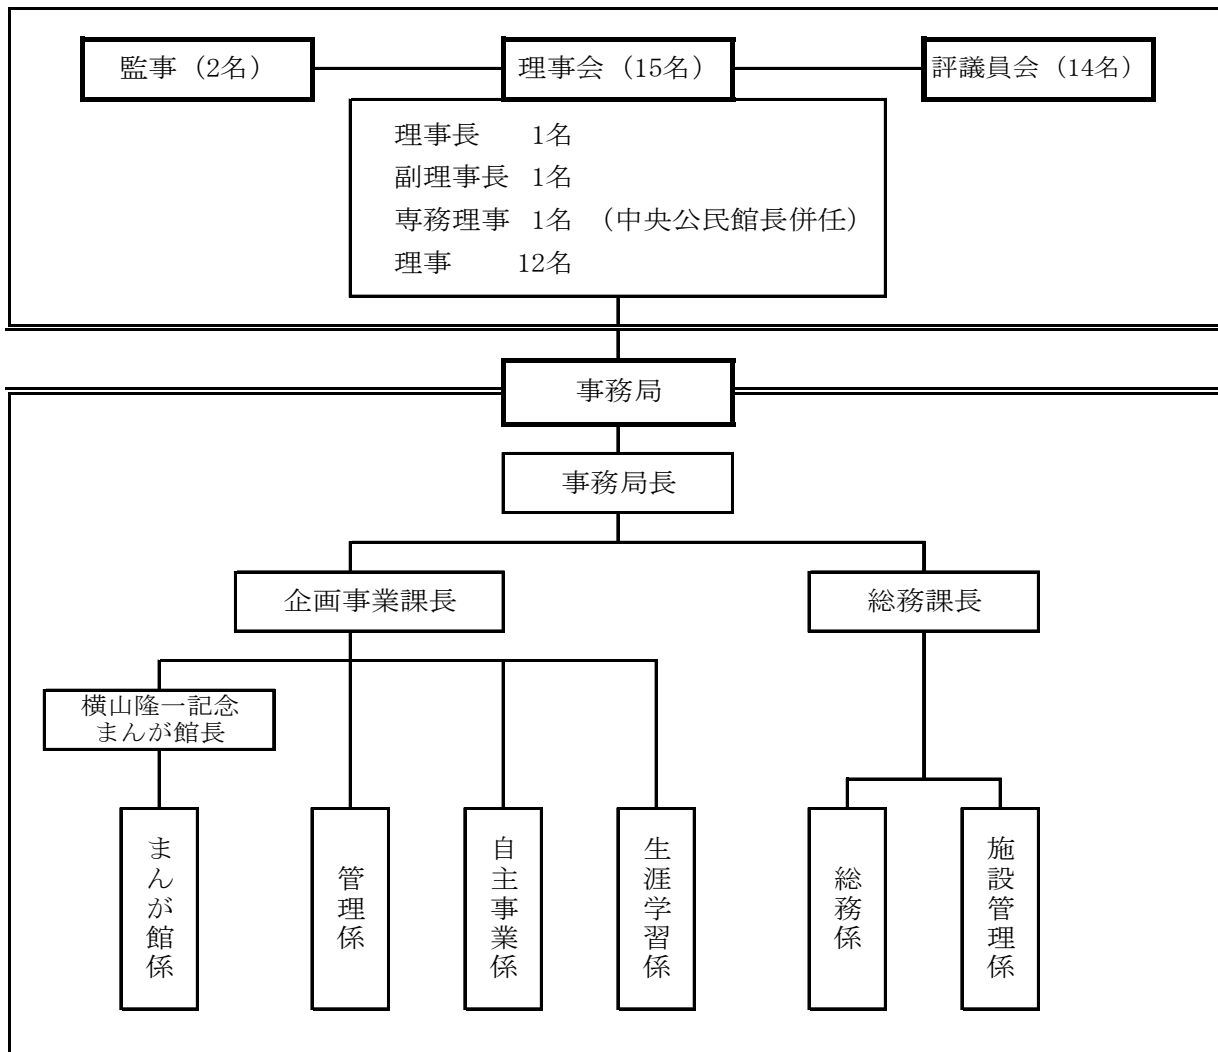 監事（2名）
理事会（15名）
評議員会（14名）
理事長　　1名
副理事長　1名
専務理事　1名　（中央公民館長併任）
理事　　　12名
事務局
事務局長
企画事業課長
総務課長
横山隆一記念
まんが館長
まんが館係
管理係
自主事業係
生涯学習係
総務係
施設管理係